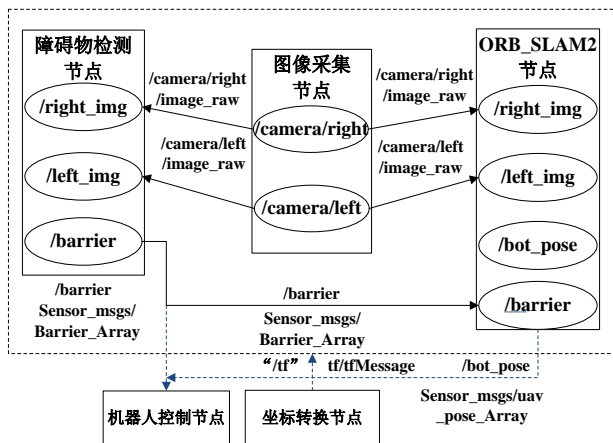 障碍物检测
节点
/right_img
/left_img
/barrier
/camera/right
/image_raw
/camera/left
/image_raw
图像采集
节点
/camera/right
/camera/left
/camera/right
/image_raw
/camera/left
/image_raw
ORB_SLAM2
节点
/right_img
/left_img
/bot_pose
/barrier
/barrier
Sensor_msgs/
Barrier_Array
/barrier
Sensor_msgs/
Barrier_Array
“/tf” tf/tfMessage
/bot_pose
Sensor_msgs/uav
_pose_Array
机器人控制节点
坐标转换节点